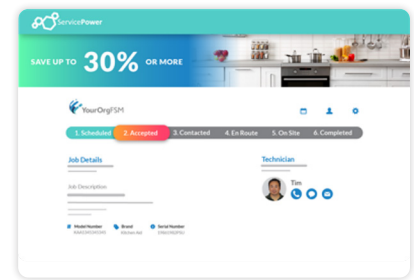 ServicePower
SAVE UP TO 30% OR MORE
YourOrgFSM
1. Scheduled 2. Accepted 3. Contacted 4. En Route 5. On Site 6. Completed
Job Details
Technician
Job Description
Tim
Model Number Brand Serial Number